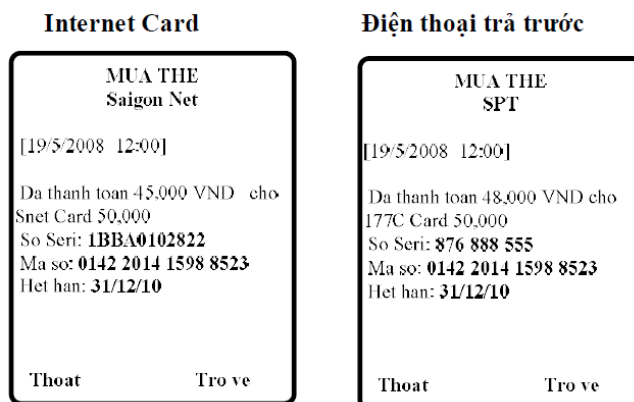 Internet Card
MUA THE
Saigon Net
[19/5/2008 12:00]
Da thanh toan 45,000 VND cho
Snet Card 50,000
So Seri: 1BBA0102822
Ma so: 0142 2014 1598 8523
Het han: 31/12/10
Thoat Tro ve
Điện thoại trả trước
MUA THE
SPT
[19/5/2008 12:00]
Da thanh toan 48,000 VND cho
177C Card 50,000
So Seri: 876 888 555
Ma so: 0142 2014 1598 8523
Het han: 31/12/10
Thoat Tro ve